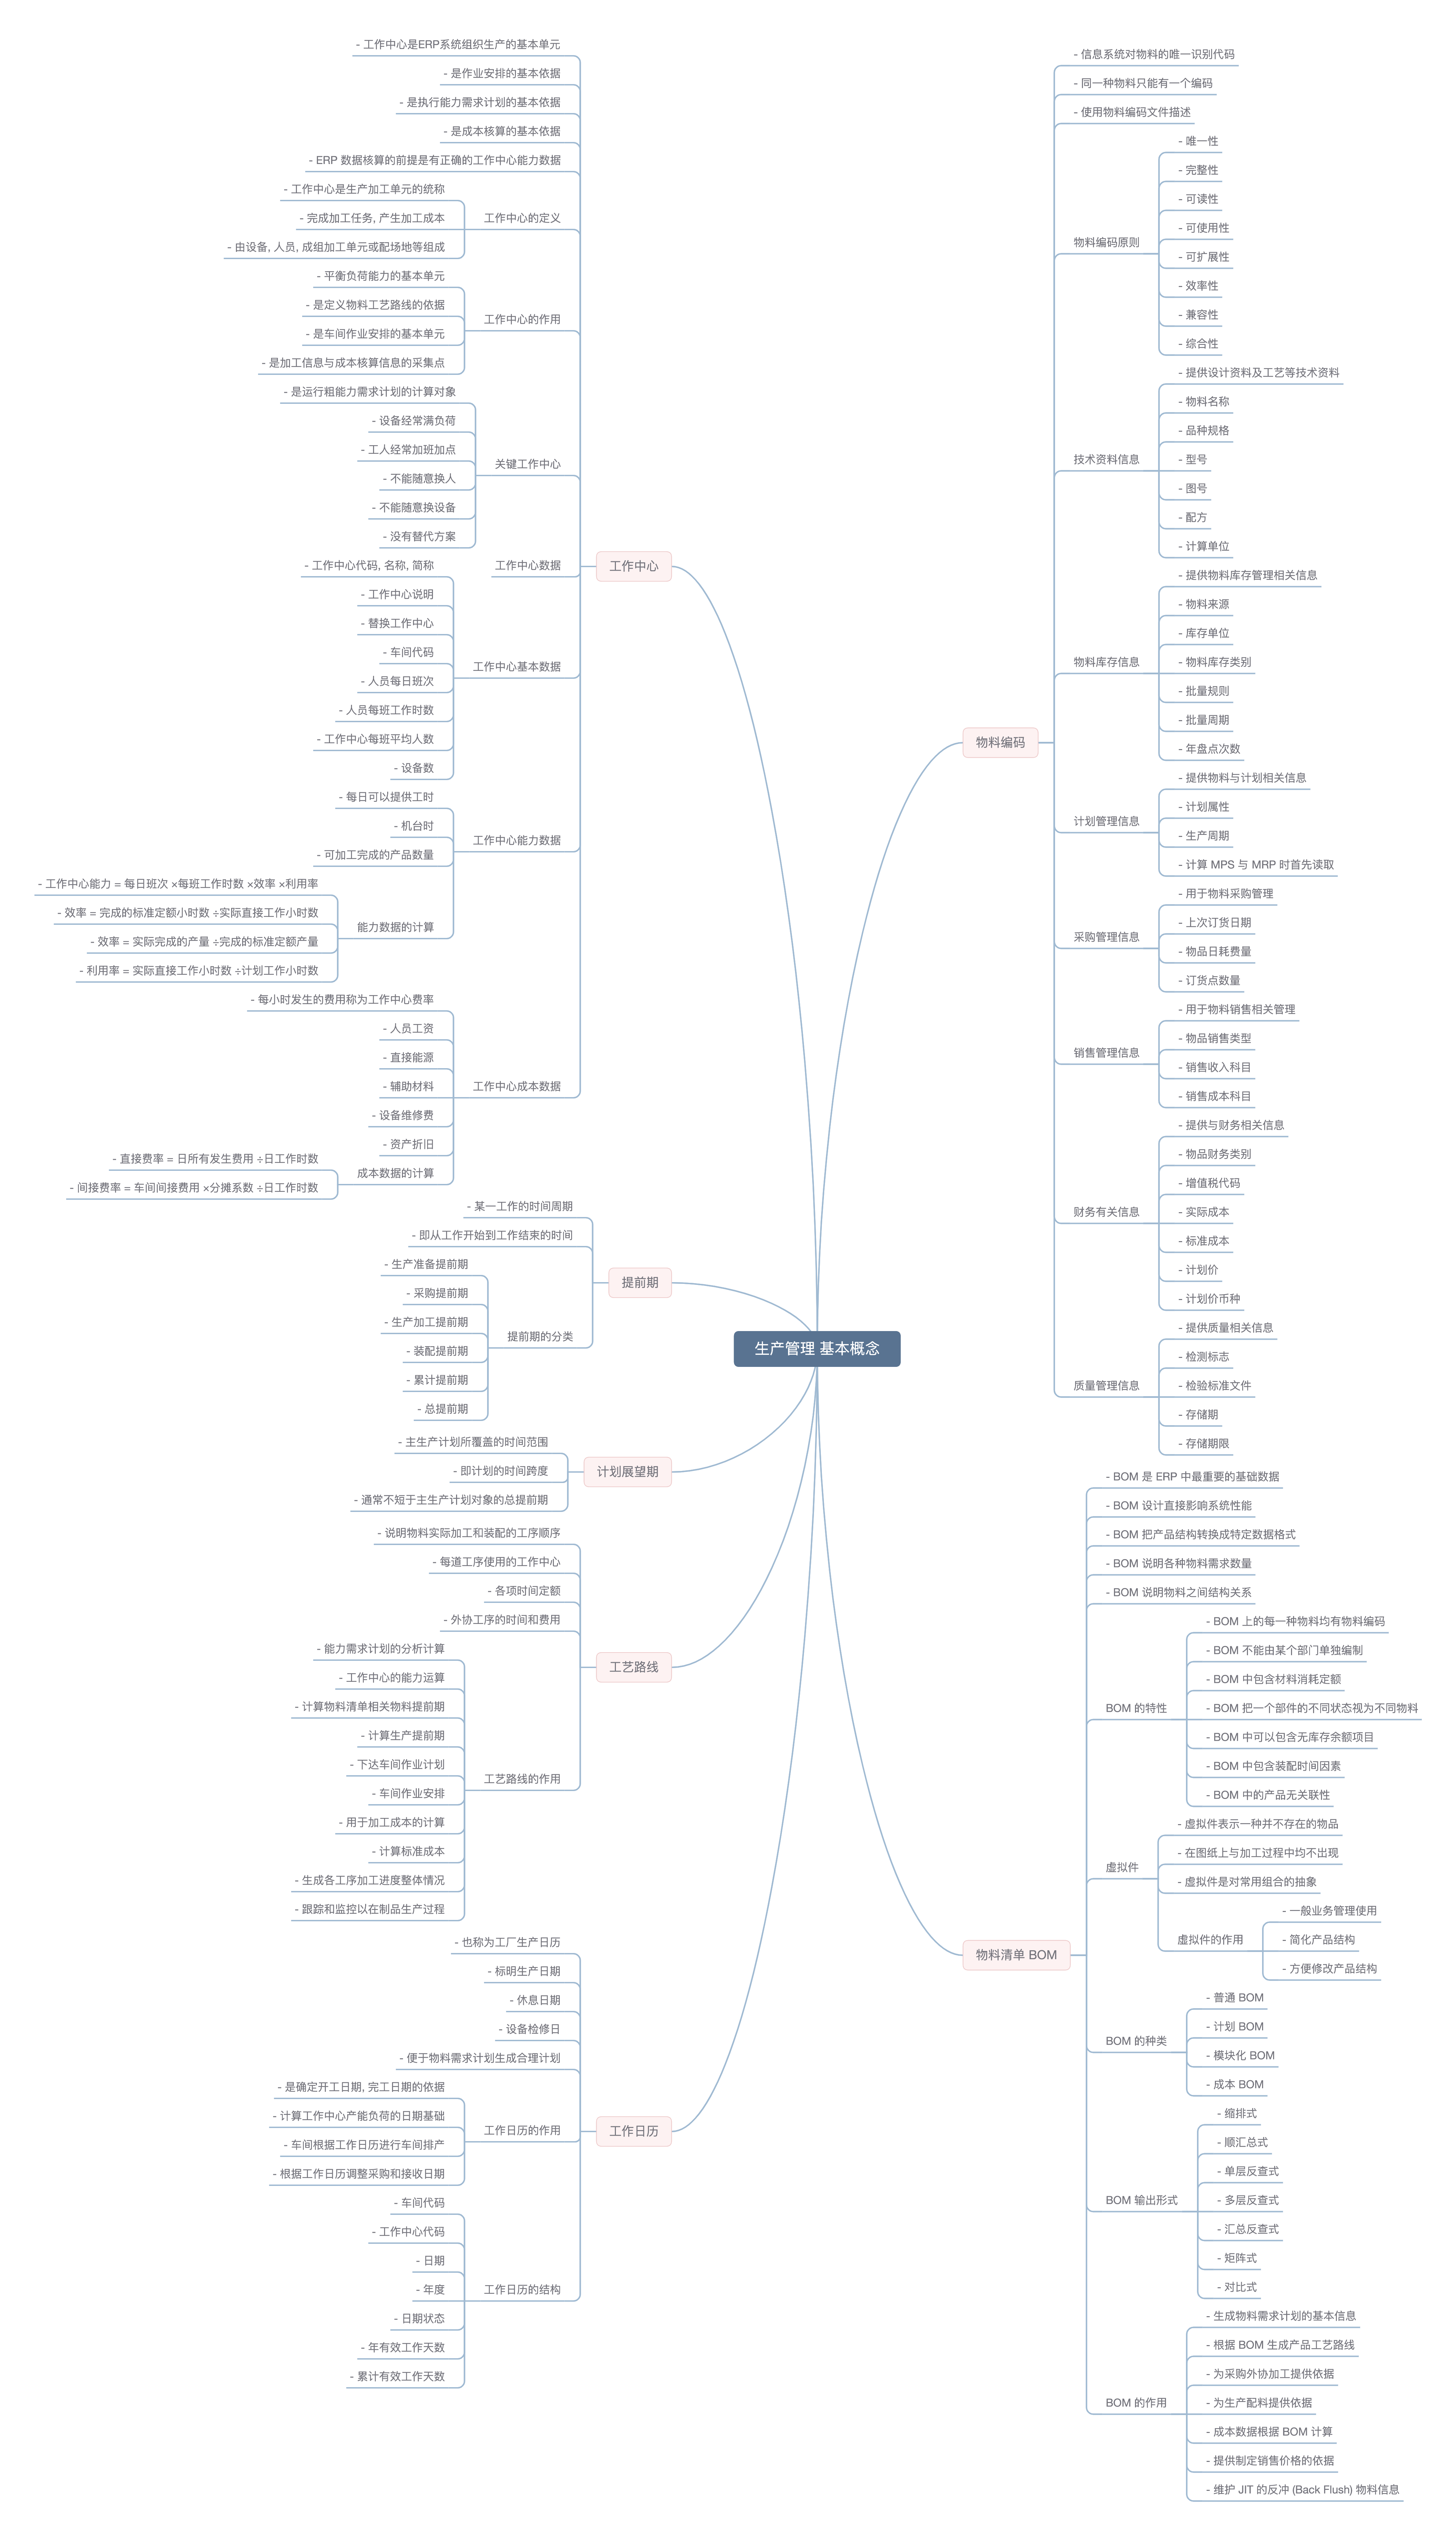 生产管理 基本概念
物料编码
- 信息系统对物料的唯一识别代码
- 同一种物料只能有一个编码
- 使用物料编码文件描述
物料编码原则
- 唯一性
- 完整性
- 可读性
- 可使用性
- 可扩展性
- 效率性
- 兼容性
- 综合性
技术资料信息
- 提供设计资料及工艺等技术资料
- 物料名称
- 品种规格
- 型号
- 图号
- 配方
- 计算单位
物料库存信息
- 提供物料库存管理相关信息
- 物料来源
- 库存单位
- 物料库存类别
- 批量规则
- 批量周期
- 年盘点次数
计划管理信息
- 提供物料与计划相关信息
- 计划属性
- 生产周期
- 计算 MPS 与 MRP 时首先读取
采购管理信息
- 用于物料采购管理
- 上次订货日期
- 物品日耗费量
- 订货点数量
销售管理信息
- 用于物料销售相关管理
- 物品销售类型
- 销售收入科目
- 销售成本科目
财务有关信息
- 提供与财务相关信息
- 物品财务类别
- 增值税代码
- 实际成本
- 标准成本
- 计划价
- 计划价币种
质量管理信息
- 提供质量相关信息
- 检测标志
- 检验标准文件
- 存储期
- 存储期限
物料清单 BOM
- BOM 是 ERP 中最重要的基础数据
- BOM 设计直接影响系统性能
- BOM 把产品结构转换成特定数据格式
- BOM 说明各种物料需求数量
- BOM 说明物料之间结构关系
BOM 的特性
- BOM 上的每一种物料均有物料编码
- BOM 不能由某个部门单独编制
- BOM 中包含材料消耗定额
- BOM 把一个部件的不同状态视为不同物料
- BOM 中可以包含无库存余额项目
- BOM 中包含装配时间因素
- BOM 中的产品无关联性
虚拟件
- 虚拟件表示一种并不存在的物品
- 在图纸上与加工过程中均不出现
- 虚拟件是对常用组合的抽象
虚拟件的作用
- 一般业务管理使用
- 简化产品结构
- 方便修改产品结构
BOM 的种类
- 普通 BOM
- 计划 BOM
- 模块化 BOM
- 成本 BOM
BOM 输出形式
- 缩排式
- 顺汇总式
- 单层反查式
- 多层反查式
- 汇总反查式
- 矩阵式
- 对比式
BOM 的作用
- 生成物料需求计划的基本信息
- 根据 BOM 生成产品工艺路线
- 为采购外协加工提供依据
- 为生产配料提供依据
- 成本数据根据 BOM 计算
- 提供制定销售价格的依据
- 维护 JIT 的反冲 (Back Flush) 物料信息
工作中心
- 工作中心是ERP系统组织生产的基本单元
- 是作业安排的基本依据
- 是执行能力需求计划的基本依据
- 是成本核算的基本依据
- ERP 数据核算的前提是有正确的工作中心能力数据
工作中心的定义
- 工作中心是生产加工单元的统称
- 完成加工任务, 产生加工成本
- 由设备, 人员, 成组加工单元或配场地等组成
工作中心的作用
- 平衡负荷能力的基本单元
- 是定义物料工艺路线的依据
- 是车间作业安排的基本单元
- 是加工信息与成本核算信息的采集点
关键工作中心
- 是运行粗能力需求计划的计算对象
- 设备经常满负荷
- 工人经常加班加点
- 不能随意换人
- 不能随意换设备
- 没有替代方案
工作中心数据
工作中心基本数据
- 工作中心代码, 名称, 简称
- 工作中心说明
- 替换工作中心
- 车间代码
- 人员每日班次
- 人员每班工作时数
- 工作中心每班平均人数
- 设备数
工作中心能力数据
- 每日可以提供工时
- 机台时
- 可加工完成的产品数量
能力数据的计算
- 工作中心能力 = 每日班次 ×每班工作时数 ×效率 ×利用率
- 效率 = 完成的标准定额小时数 ÷实际直接工作小时数
- 效率 = 实际完成的产量 ÷完成的标准定额产量
- 利用率 = 实际直接工作小时数 ÷计划工作小时数
工作中心成本数据
- 每小时发生的费用称为工作中心费率
- 人员工资
- 直接能源
- 辅助材料
- 设备维修费
- 资产折旧
成本数据的计算
- 直接费率 = 日所有发生费用 ÷日工作时数
- 间接费率 = 车间间接费用 ×分摊系数 ÷日工作时数
提前期
- 某一工作的时间周期
- 即从工作开始到工作结束的时间
提前期的分类
- 生产准备提前期
- 采购提前期
- 生产加工提前期
- 装配提前期
- 累计提前期
- 总提前期
计划展望期
- 主生产计划所覆盖的时间范围
- 即计划的时间跨度
- 通常不短于主生产计划对象的总提前期
工艺路线
- 说明物料实际加工和装配的工序顺序
- 每道工序使用的工作中心
- 各项时间定额
- 外协工序的时间和费用
工艺路线的作用
- 能力需求计划的分析计算
- 工作中心的能力运算
- 计算物料清单相关物料提前期
- 计算生产提前期
- 下达车间作业计划
- 车间作业安排
- 用于加工成本的计算
- 计算标准成本
- 生成各工序加工进度整体情况
- 跟踪和监控以在制品生产过程
工作日历
- 也称为工厂生产日历
- 标明生产日期
- 休息日期
- 设备检修日
- 便于物料需求计划生成合理计划
工作日历的作用
- 是确定开工日期, 完工日期的依据
- 计算工作中心产能负荷的日期基础
- 车间根据工作日历进行车间排产
- 根据工作日历调整采购和接收日期
工作日历的结构
- 车间代码
- 工作中心代码
- 日期
- 年度
- 日期状态
- 年有效工作天数
- 累计有效工作天数